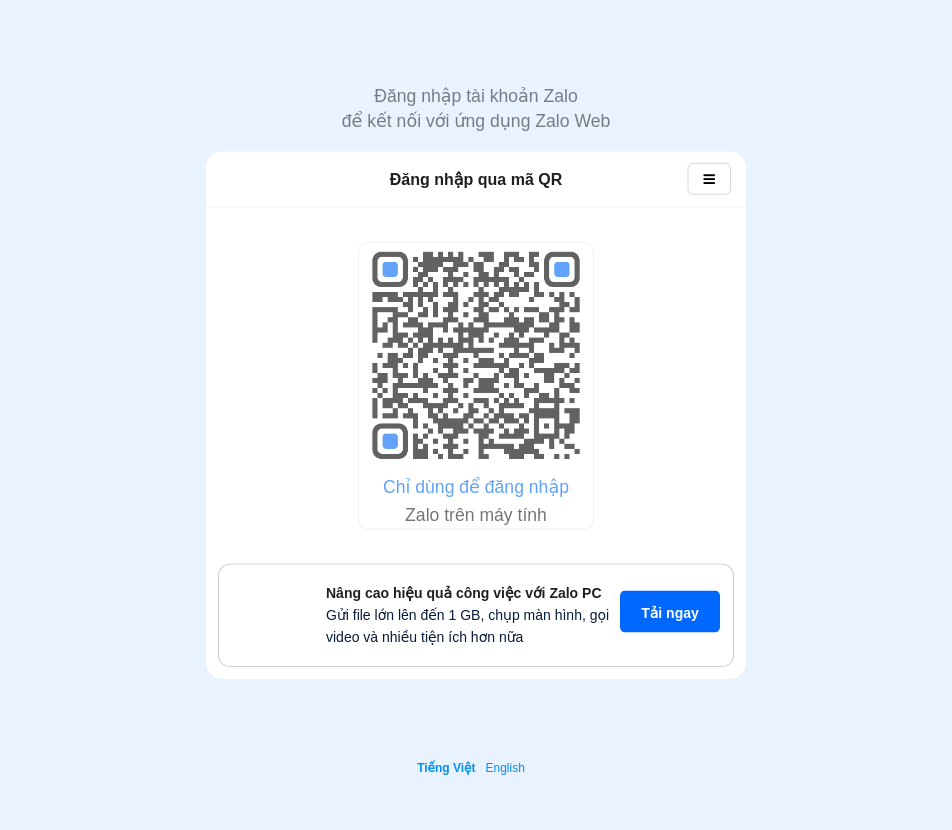 Đăng nhập tài khoản Zalo
để kết nối với ứng dụng Zalo Web
Đăng nhập qua mã QR
Chỉ dùng để đăng nhập
Zalo trên máy tính
Nâng cao hiệu quả công việc với Zalo PC
Gửi file lớn lên đến 1 GB, chụp màn hình, gọi
video và nhiều tiện ích hơn nữa
Tải ngay
Tiếng Việt English